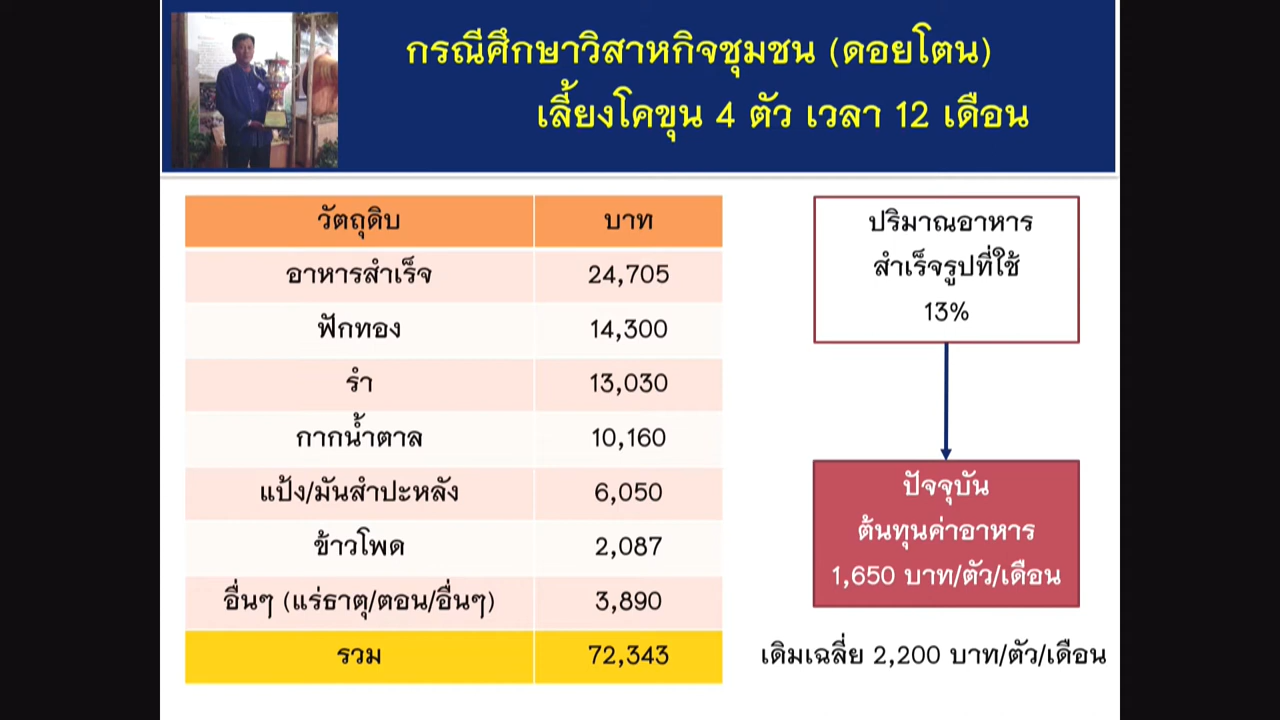 กรณีศึกษาวิสาหกิจชุมชน (ดอยโตน)
เลี้ยงโคขุน 4 ตัว เวลา 12 เดือน
วัตถุดิบ บาท
อาหารสำเร็จ 24,705
ฟักทอง 14,300
รำ 13,030
กากน้ำตาล 10,160
แป้ง/มันสำปะหลัง 6,050
ข้าวโพด 2,087
อื่นๆ (แร่ธาตุ/ตอน/อื่นๆ) 3,890
รวม 72,343
ปริมาณอาหาร
สำเร็จรูปที่ใช้
13%
ปัจจุบัน
ต้นทุนค่าอาหาร
1,650 บาท/ตัว/เดือน
เดิมเฉลี่ย 2,200 บาท/ตัว/เดือน